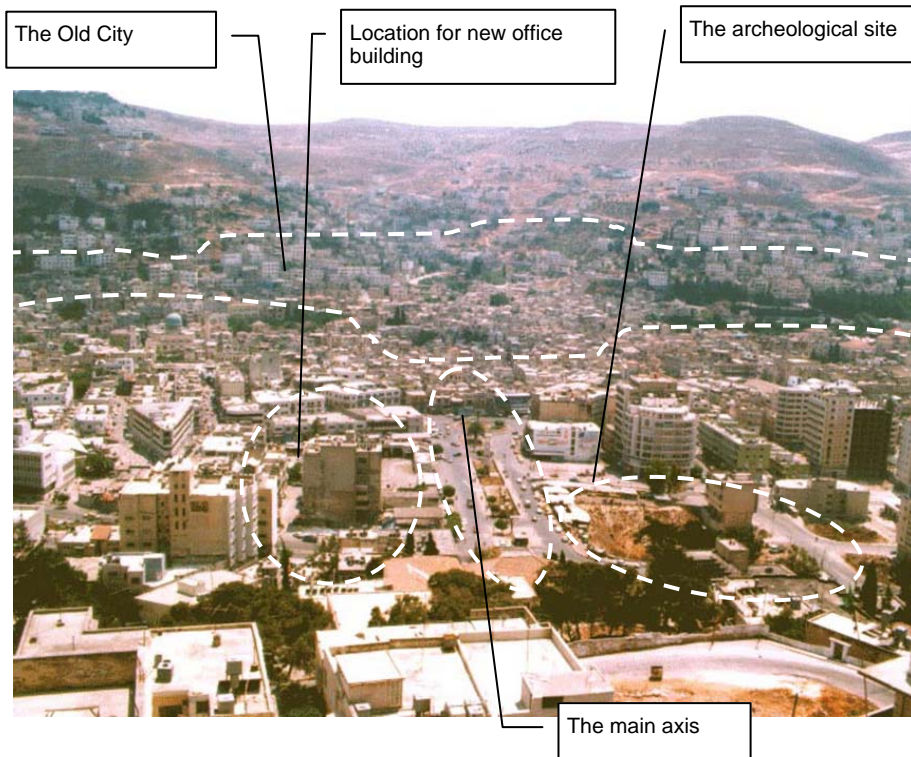 The Old City
Location for new office
building
The archeological site
The main axis